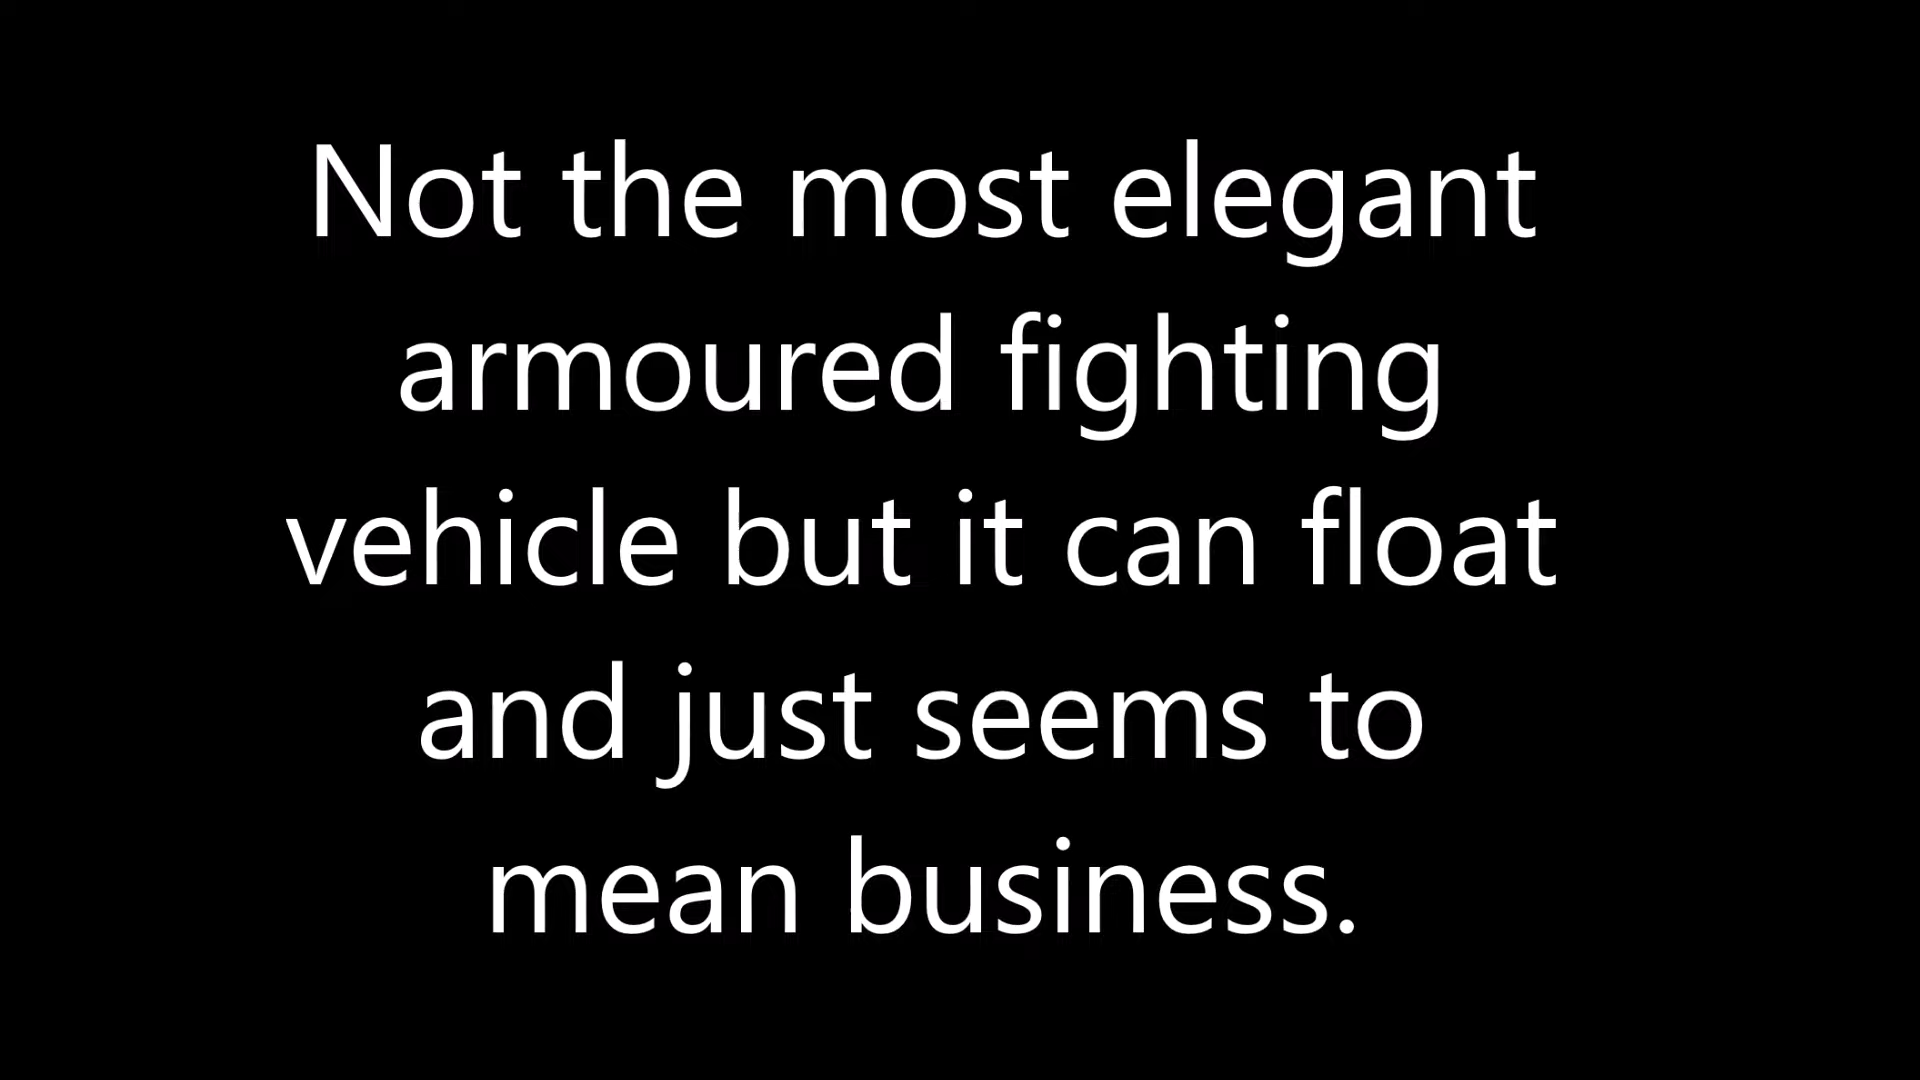 Not the most elegant
armoured fighting
vehicle but it can float
and just seems to
mean business.